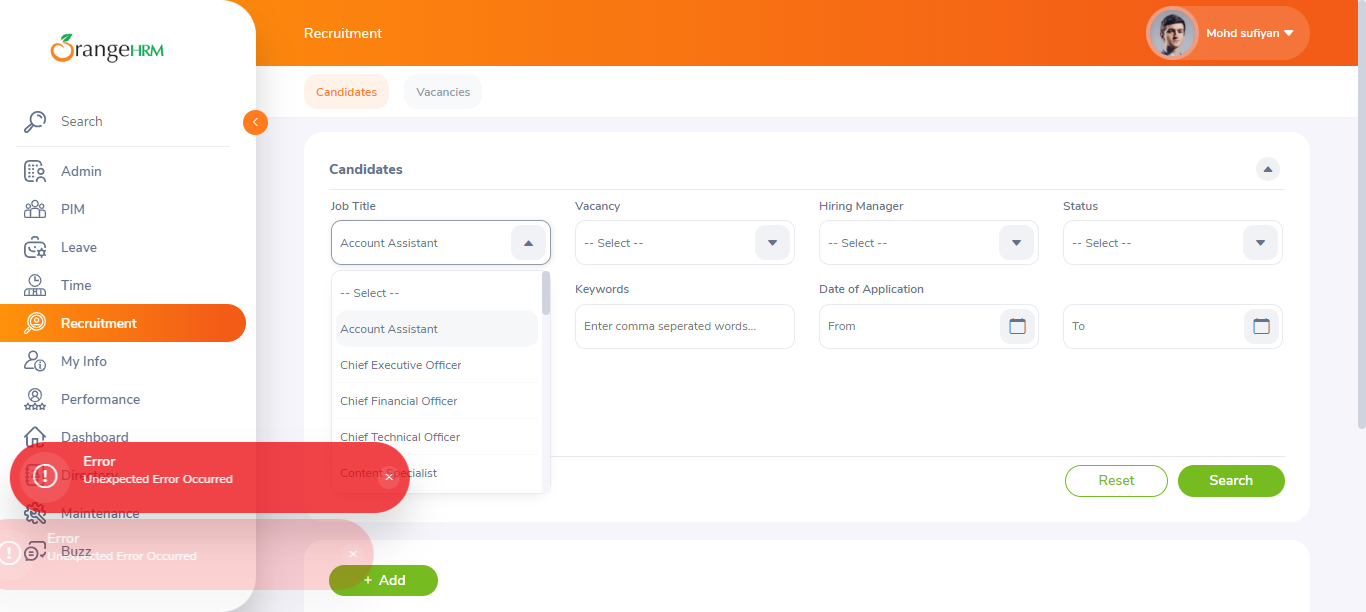 OrangeHRM
Recruitment
Mohd sufiyan
Candidates
Vacancies
Search
Admin
PIM
Leave
Time
Recruitment
My Info
Performance
Dashboard
Directory
Maintenance
Buzz
Candidates
Job Title
Vacancy
Hiring Manager
Status
Account Assistant
-- Select --
-- Select --
-- Select --
-- Select --
Account Assistant
Chief Executive Officer
Chief Financial Officer
Chief Technical Officer
Content Specialist
Keywords
Date of Application
Enter comma seperated words...
From
To
Reset
Search
Error
Unexpected Error Occurred
Error
Unexpected Error Occurred
+ Add